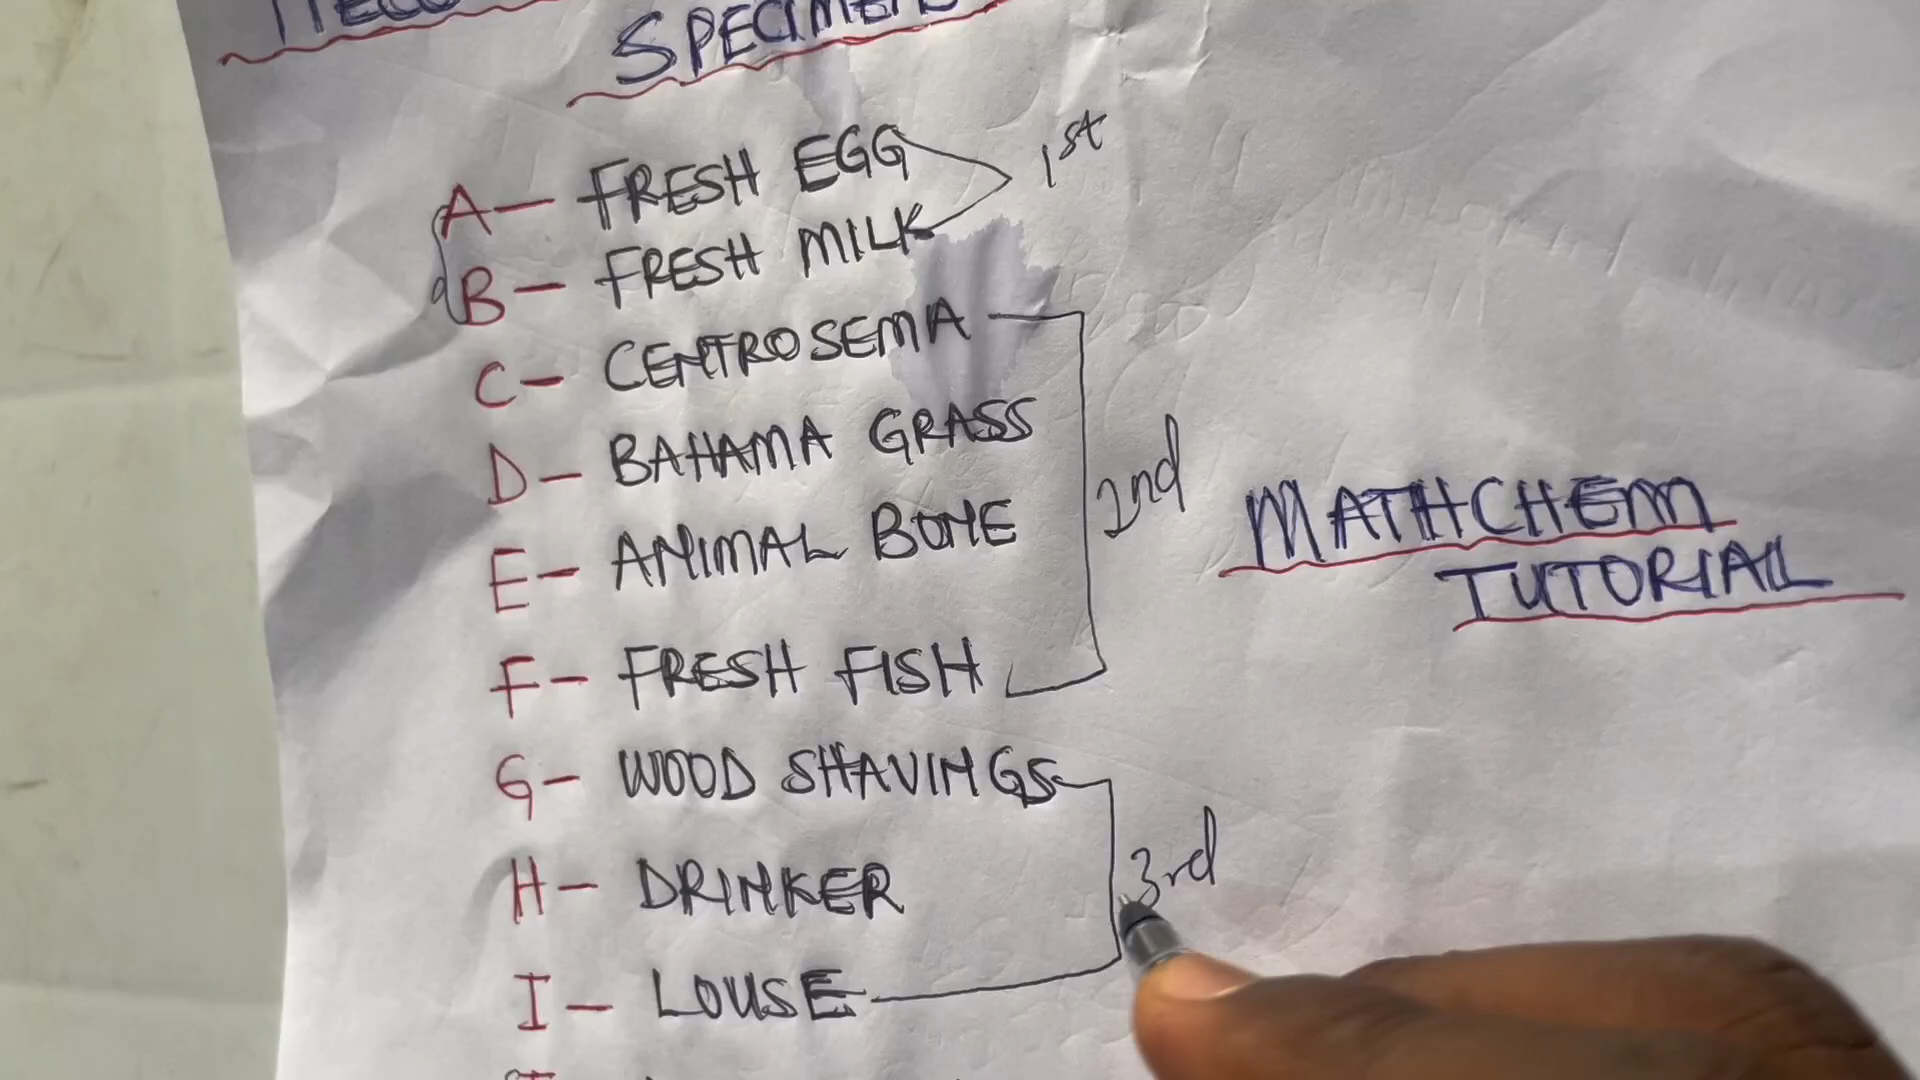 SPECIMEN
A- FRESH EGG
1st
B- FRESH MILK
C- CENTROSEMA
D- BAHAMA GRASS
E- ANIMAL BONE
2nd
F- FRESH FISH
G- WOOD SHAVINGS
H- DRINKER
3rd
I- LOUSE
MATHCHEM
TUTORIAL